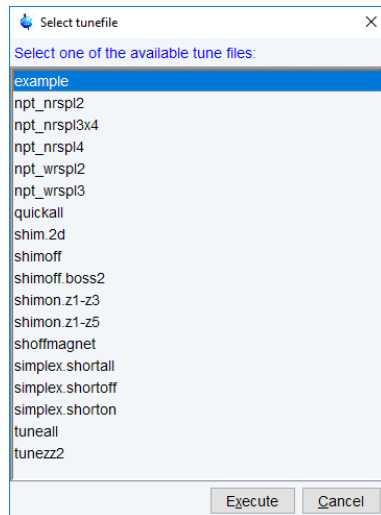 Select tunefile
Select one of the available tune files:
example
npt_nrspl2
npt_nrspl3x4
npt_nrspl4
npt_wrspl2
npt_wrspl3
quickall
shim.2d
shimoff
shimoff.boss2
shimon.z1-z3
shimon.z1-z5
shoffmagnet
simplex.shortall
simplex.shortoff
simplex.shorton
tuneall
tunezz2
Execute Cancel